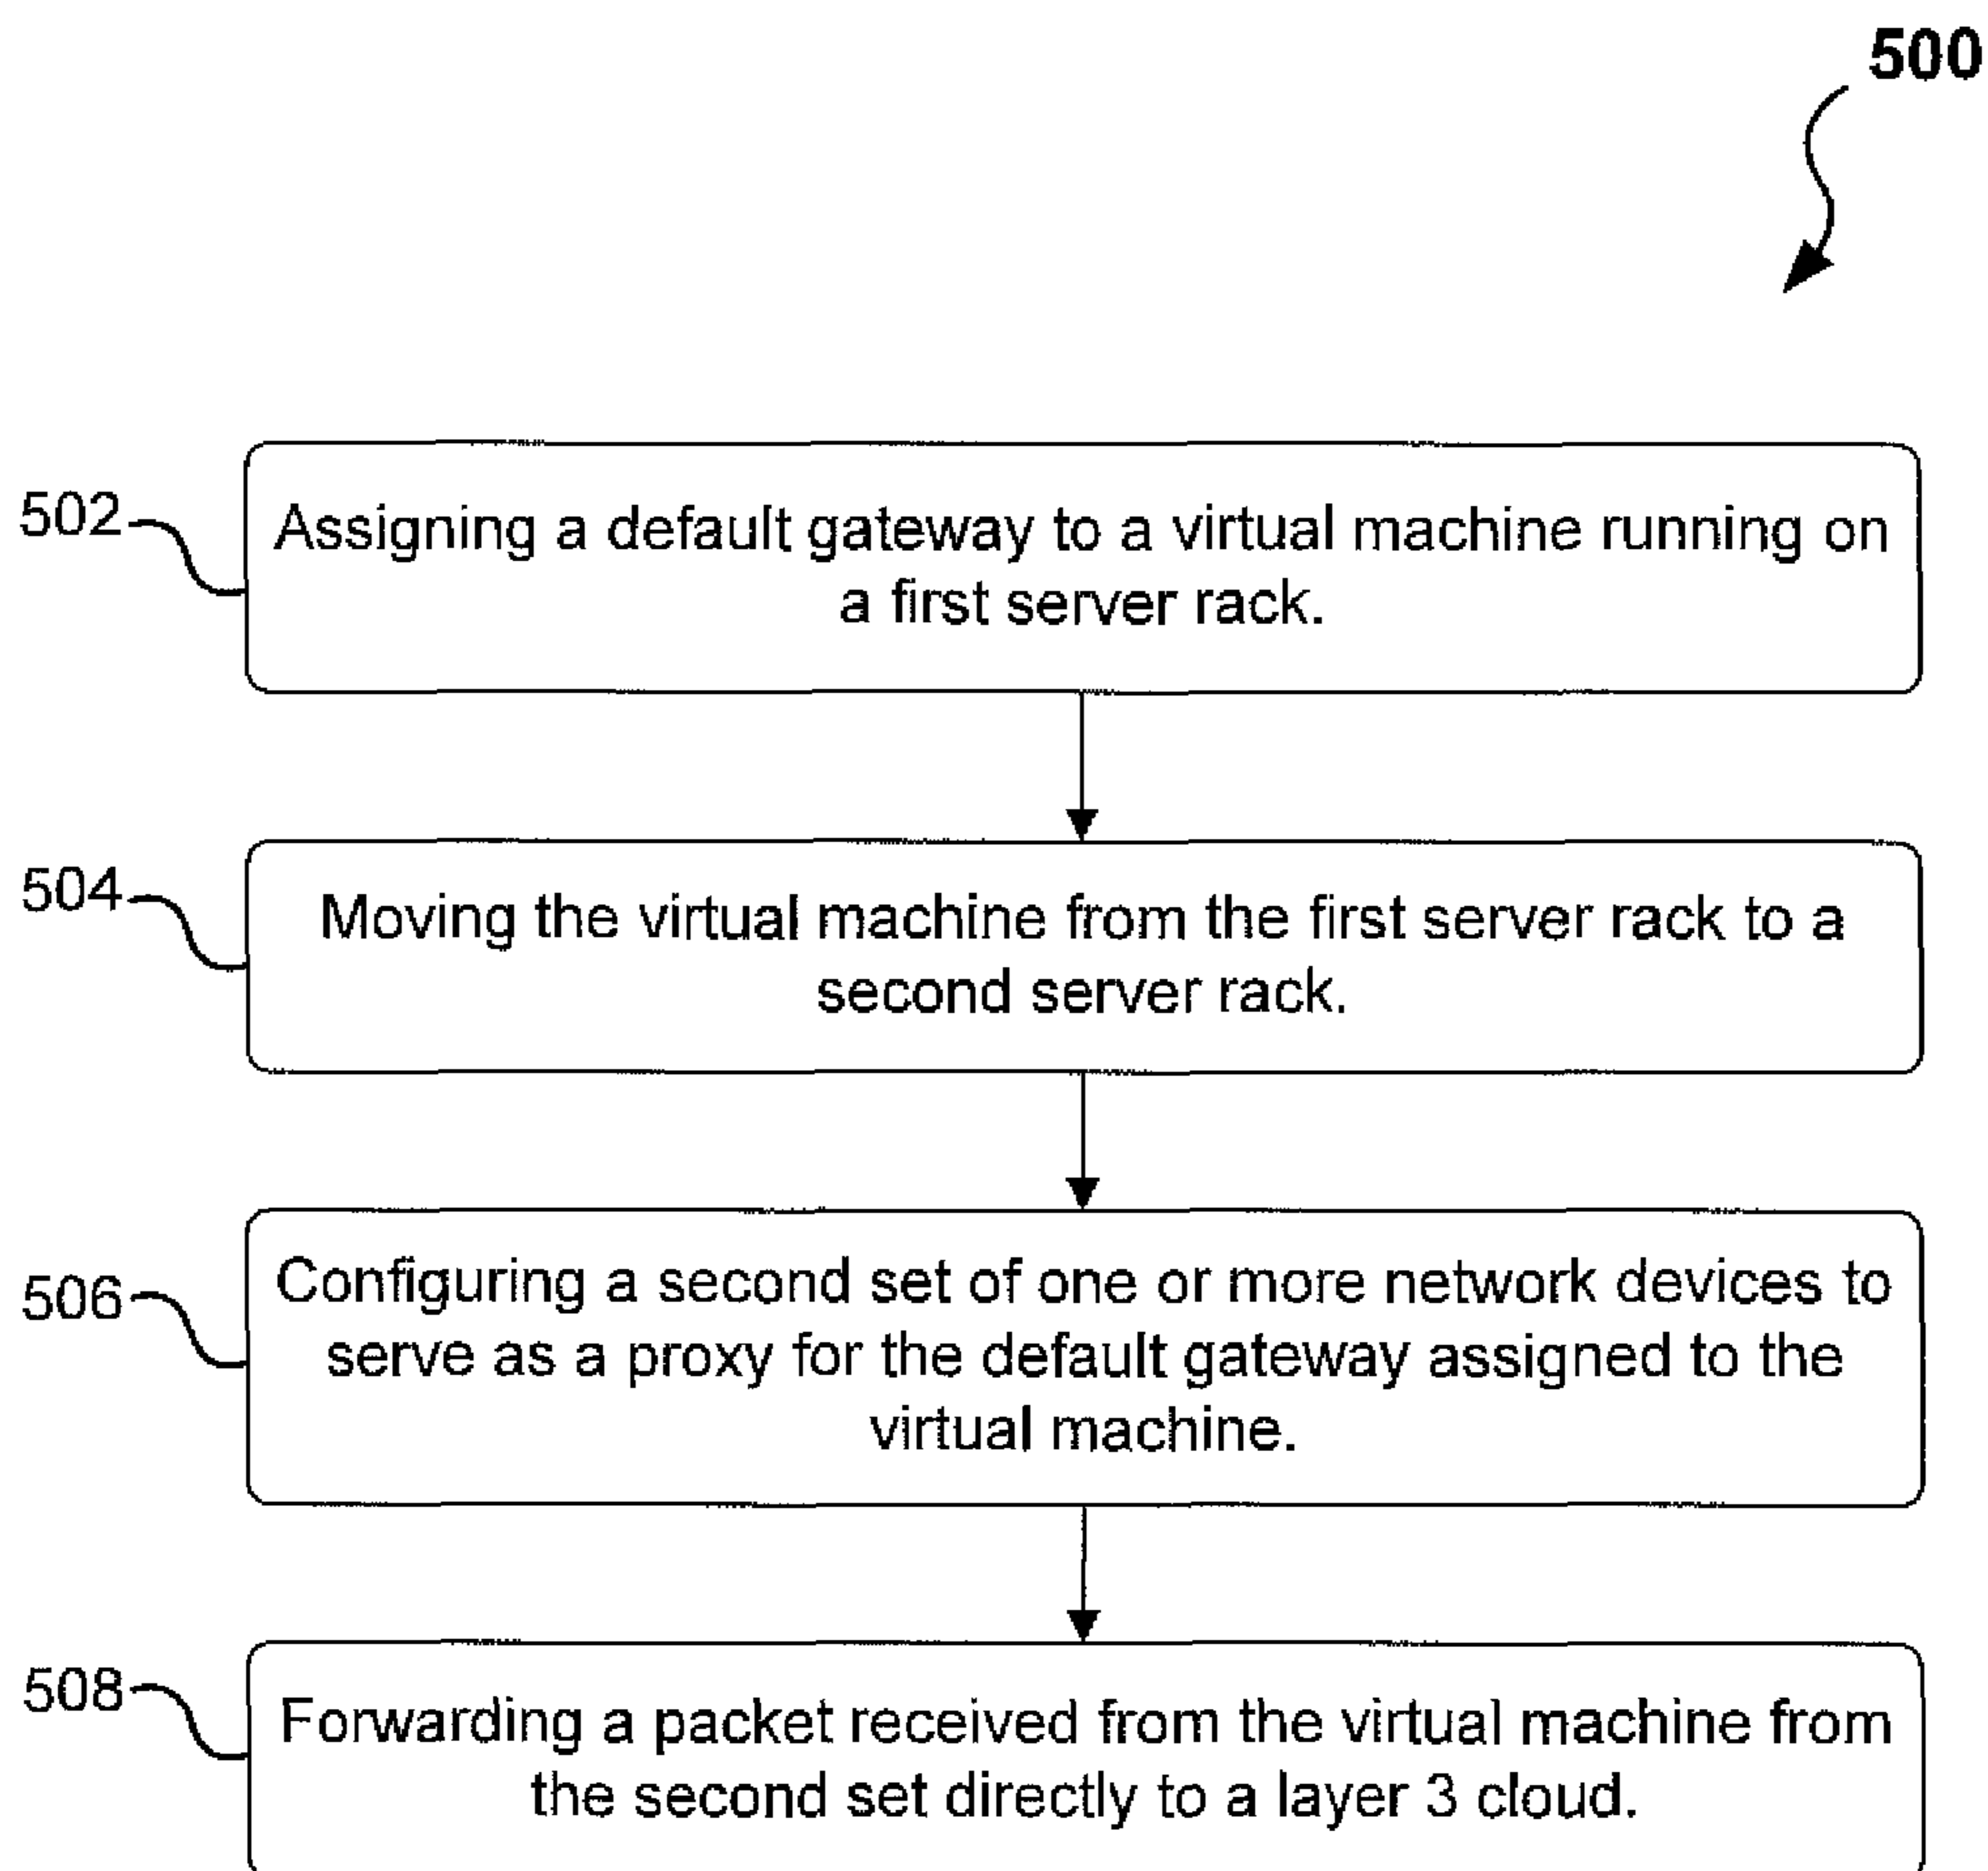 500
502
Assigning a default gateway to a virtual machine running on
a first server rack.
504
Moving the virtual machine from the first server rack to a
second server rack.
506
Configuring a second set of one or more network devices to
serve as a proxy for the default gateway assigned to the
virtual machine.
508
Forwarding a packet received from the virtual machine from
the second set directly to a layer 3 cloud.